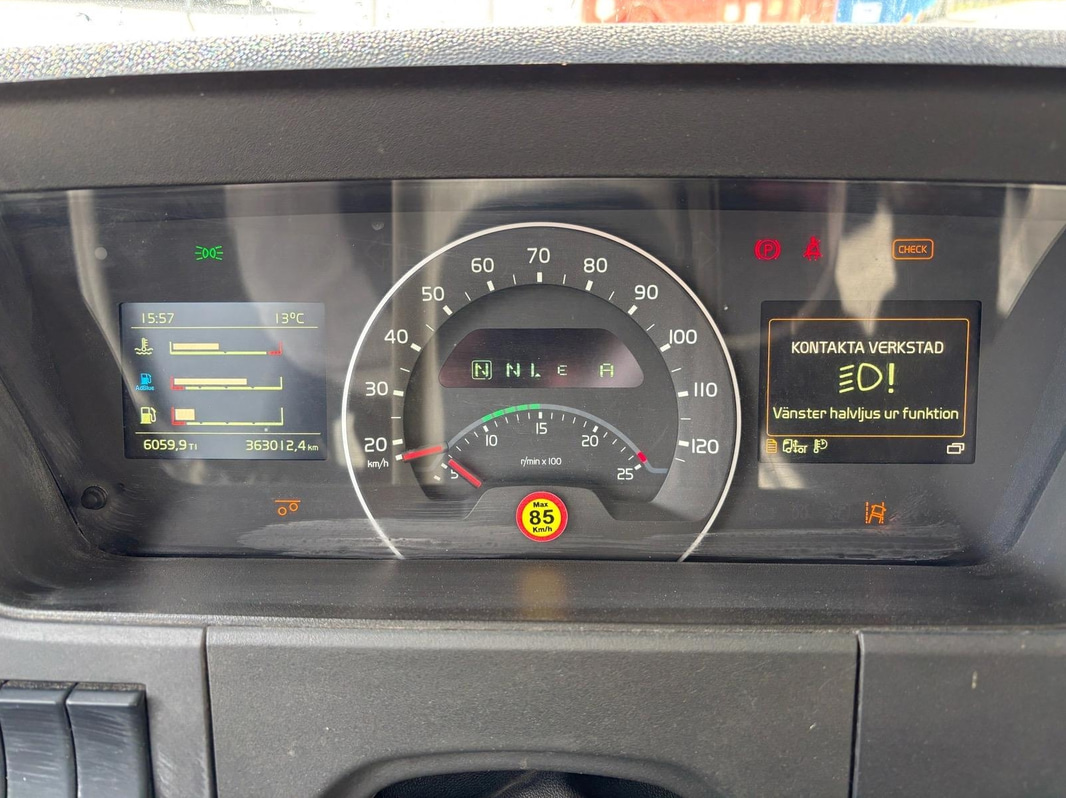 15:57 13°C
AdBlue
6059,9 TI 363012,4 km
20 30 40 50 60 70 80 90 100 110 120
km/h
N N L E A
5 10 15 20 25
r/min x 100
Max
85
Km/h
P
CHECK
KONTAKTA VERKSTAD
!
Vänster halvljus ur funktion